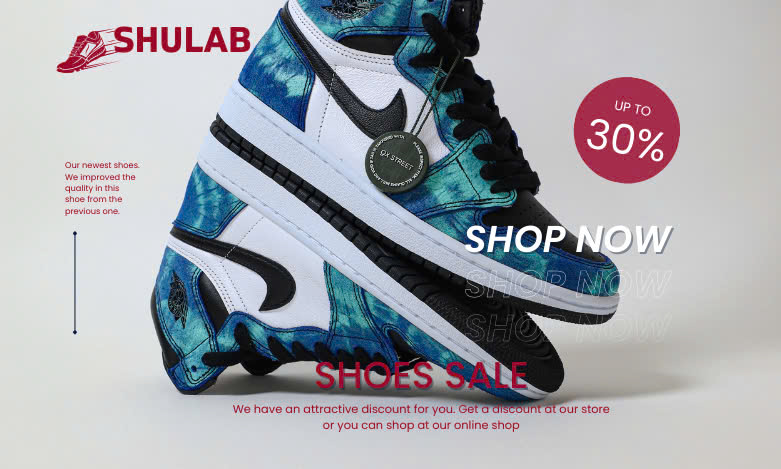 SHULAB
UP TO
30%
QK STREET
Our newest shoes.
We improved the
quality in this
shoe from the
previous one.
SHOP NOW
SHOP NOW
SHOP NOW
SHOES SALE
We have an attractive discount for you. Get a discount at our store
or you can shop at our online shop